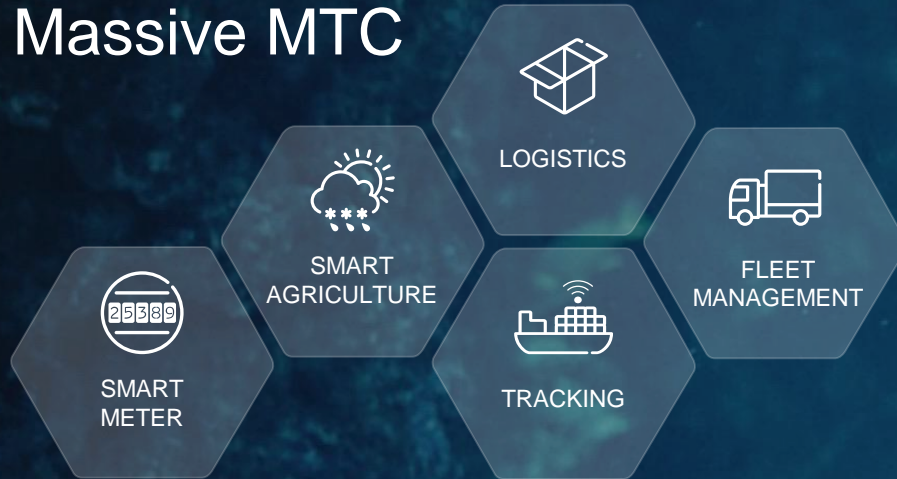 Massive MTC
LOGISTICS
SMART
AGRICULTURE
FLEET
MANAGEMENT
25389
SMART
METER
TRACKING